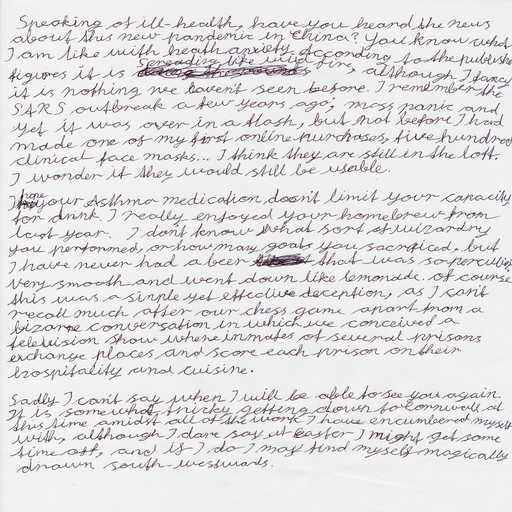 Speaking of ill-health, have you heard the news
about this new pandemic in China? You know what
I am like with heath anxiety. According to the publishe
figures it is spreading like wild fire, although I fancy
it is nothing we havent seen before. I remember the
SARS outbreak a few years ago; mass panic and
yet it was over in a flash, but not before I had
made one of my first online purchases, five hundred
clinical face masks... I think they are still in the loft.
I wonder if they would still be usable.
I hope your Asthma medication doesn't limit your capacity
for drink. I really enjoyed your homebrew from
last year. I don't know what sort of wizardry
you performed, or how many goats you sacrificed, but
I have never had a beer that was so peculiar
very smooth and went down like lemonade. Of course
this was a simple yet effective deception, as I can't
recall much after our chess game apart from a
bizarre conversation in which we conceived a
television show where inmates of several prisons
exchange places, and score each prison on their
hospitality and cuisine.
Sadly I can't say when I will be able to see you again.
It is somewhat tricky getting down to Cornwall at
this time amidst all of the work I have encumbered myself
with, although I dare say at Easter I might get some
time off, and if I do I may find myself magically
drawn south-westwards.